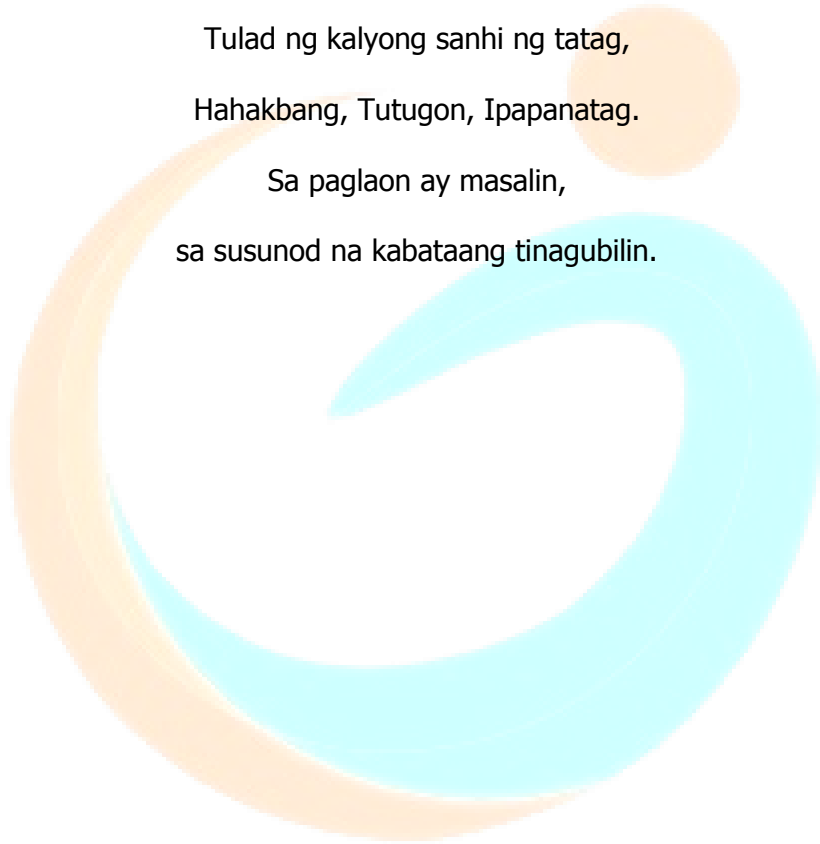 Tulad ng kalyong sanhi ng tatag,
Hahakbang, Tutugon, Ipapanatag.
Sa paglaon ay masalin,
sa susunod na kabataang tinagubilin.